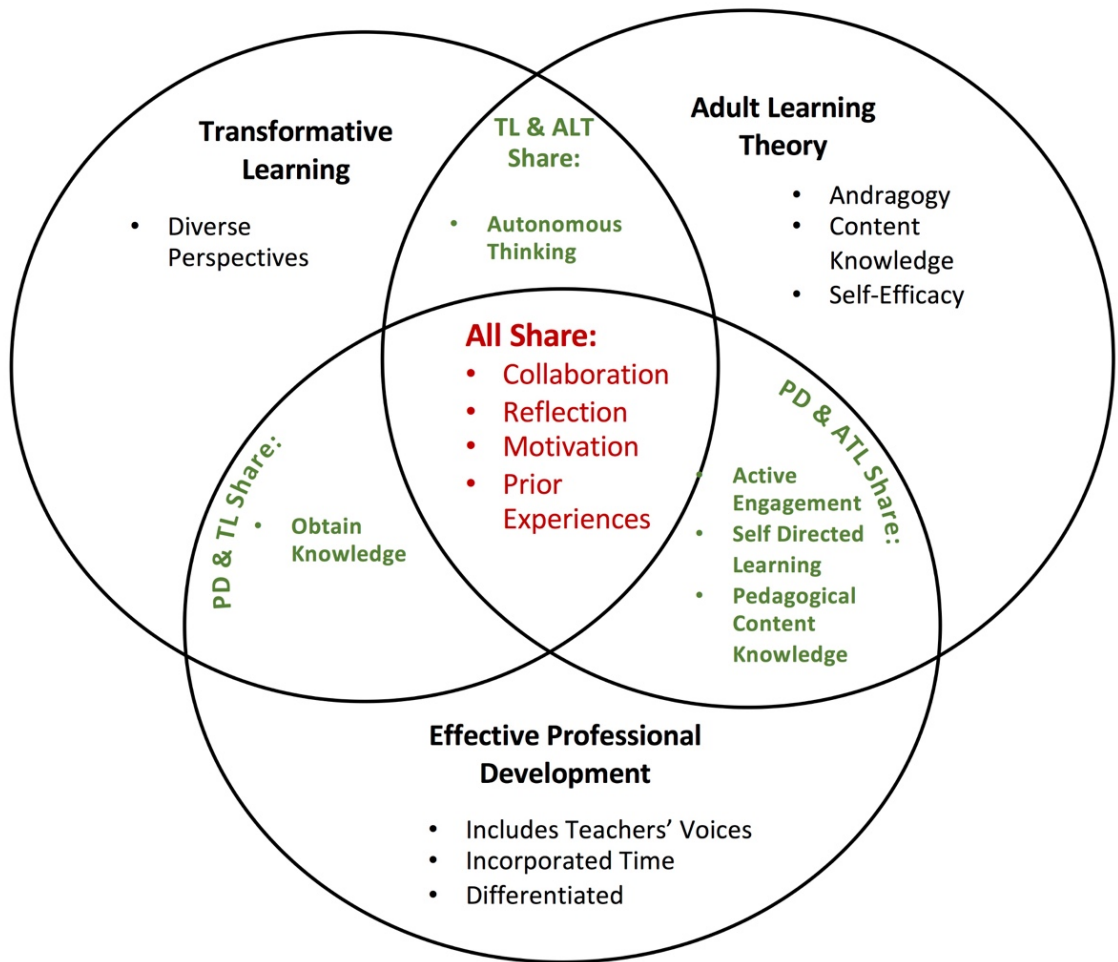 Transformative
Learning
• Diverse
Perspectives
TL & ALT
Share:
• Autonomous
Thinking
Adult Learning
Theory
• Andragogy
• Content
Knowledge
• Self-Efficacy
All Share:
• Collaboration
• Reflection
• Motivation
• Prior
Experiences
PD & TL Share:
• Obtain
Knowledge
PD & ATL Share:
• Active
Engagement
• Self Directed
Learning
• Pedagogical
Content
Knowledge
Effective Professional
Development
• Includes Teachers’ Voices
• Incorporated Time
• Differentiated